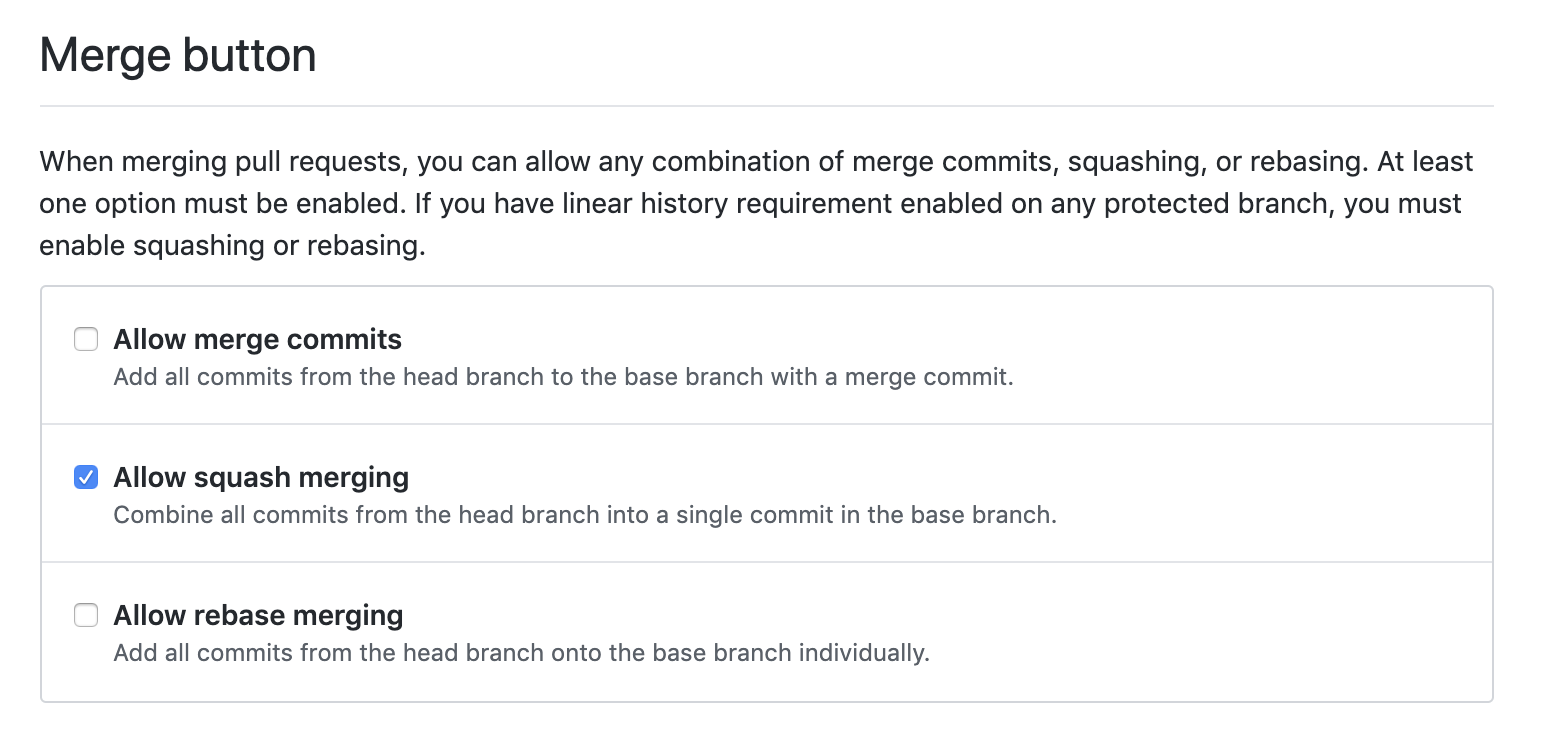 Merge button
When merging pull requests, you can allow any combination of merge commits, squashing, or rebasing. At least
one option must be enabled. If you have linear history requirement enabled on any protected branch, you must
enable squashing or rebasing.
Allow merge commits
Add all commits from the head branch to the base branch with a merge commit.
Allow squash merging
Combine all commits from the head branch into a single commit in the base branch.
Allow rebase merging
Add all commits from the head branch onto the base branch individually.